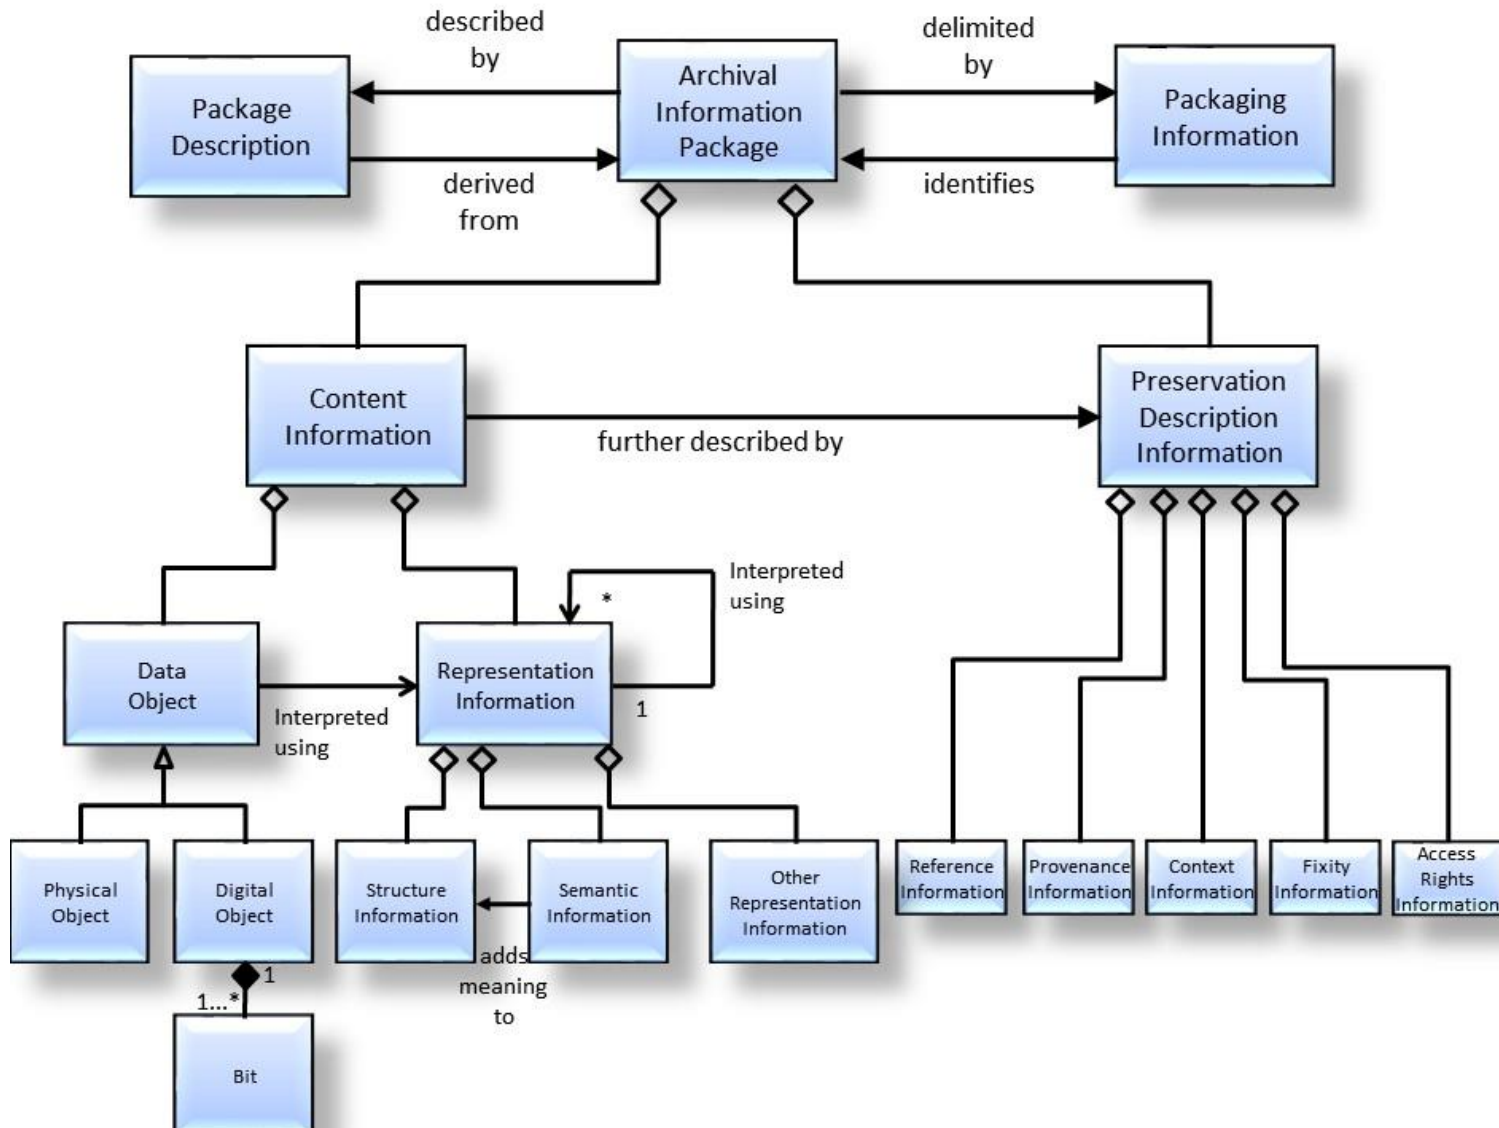 described
by
delimited
by
Package
Description
Archival
Information
Package
Packaging
Information
derived
from
identifies
Content
Information
further described by
Preservation
Description
Information
Interpreted
using
*
Data
Object
Interpreted
using
Representation
Information
1
Physical
Object
Digital
Object
Structure
Information
Semantic
Information
Other
Representation
Information
Reference
Information
Provenance
Information
Context
Information
Fixity
Information
Access
Rights
Information
adds
meaning
to
1
1...*
Bit